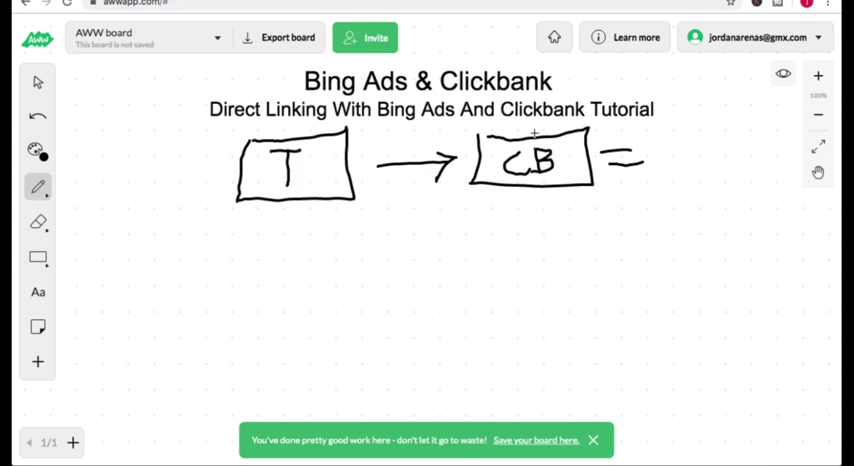 awwapp.com/#
AWW
AWW board
This board is not saved
Export board
Invite
Learn more
jordanarenas@gmx.com
Bing Ads & Clickbank
Direct Linking With Bing Ads And Clickbank Tutorial
100%
T → CB =
Aa
1/1
You've done pretty good work here - don't let it go to waste! Save your board here.